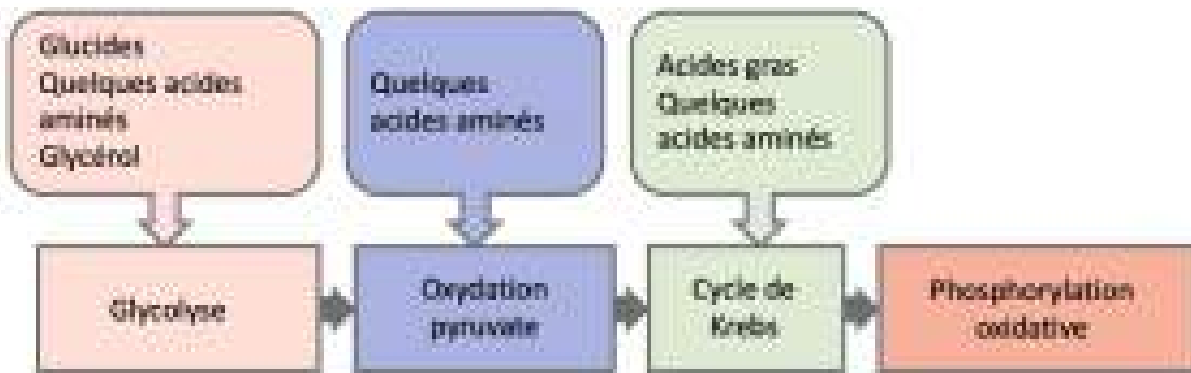 Glucides
Quelques acides
aminés
Glycérol
Quelques
acides aminés
Acides gras
Quelques
acides aminés
Glycolyse
Oxydation
pyruvate
Cycle de
Krebs
Phosphorylation
oxidative